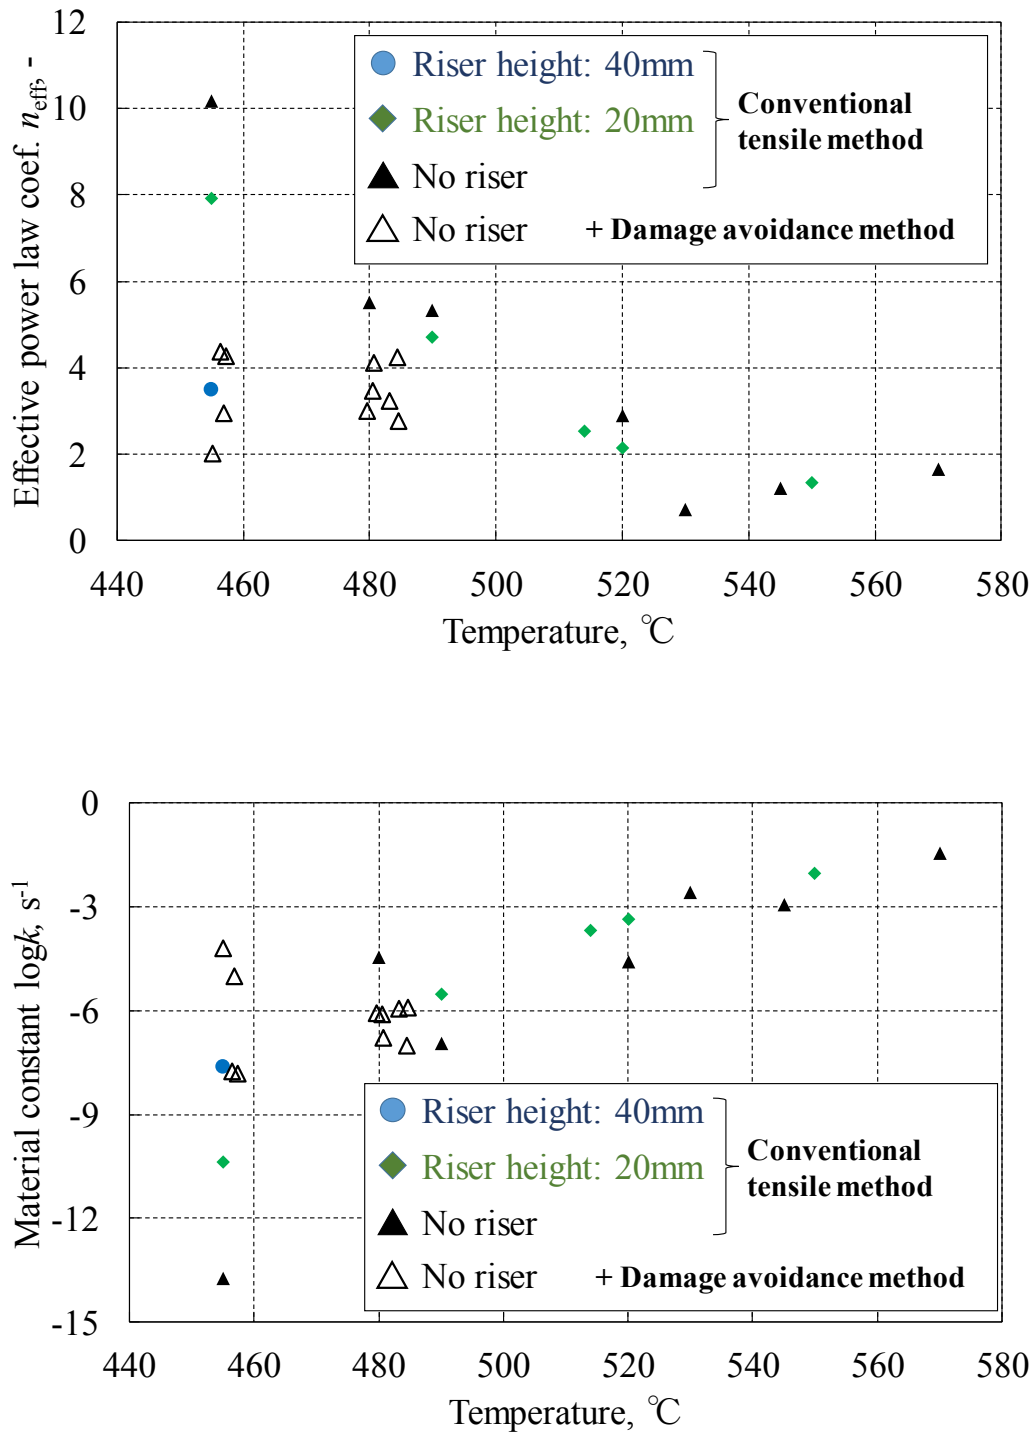 Effective power law coef. neff, -
12
10
8
6
4
2
0
Riser height: 40mm
Riser height: 20mm
No riser
Conventional
tensile method
No riser + Damage avoidance method
440 460 480 500 520 540 560 580
Temperature, ℃
Material constant logk, s-1
0
-3
-6
-9
-12
-15
Riser height: 40mm
Riser height: 20mm
No riser
Conventional
tensile method
No riser + Damage avoidance method
440 460 480 500 520 540 560 580
Temperature, ℃